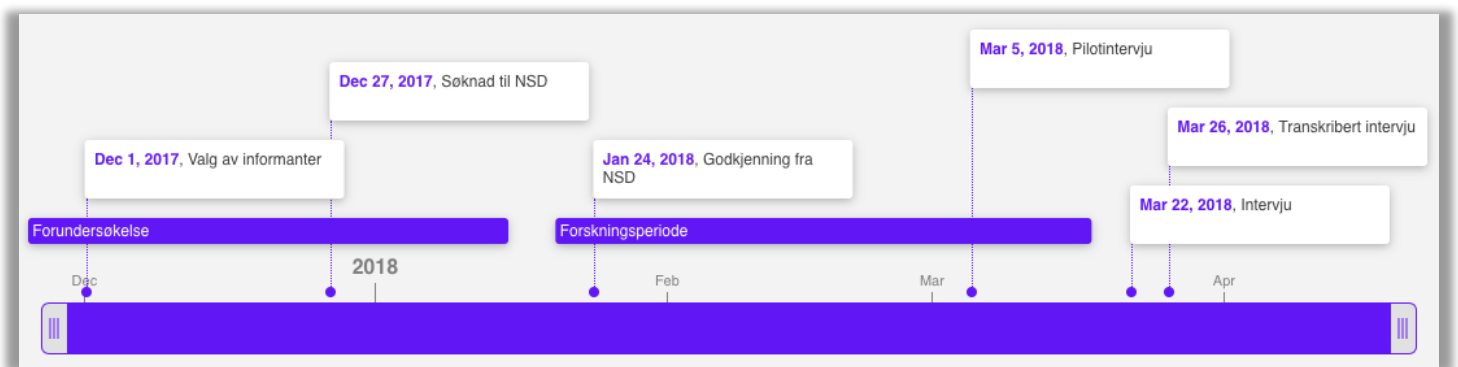 Mar 5, 2018, Pilotintervju
Dec 27, 2017, Søknad til NSD
Mar 26, 2018, Transkribert intervju
Dec 1, 2017, Valg av informanter
Jan 24, 2018, Godkjenning fra
NSD
Mar 22, 2018, Intervju
Forundersøkelse
Forskningsperiode
Dec
2018
Feb
Mar
Apr